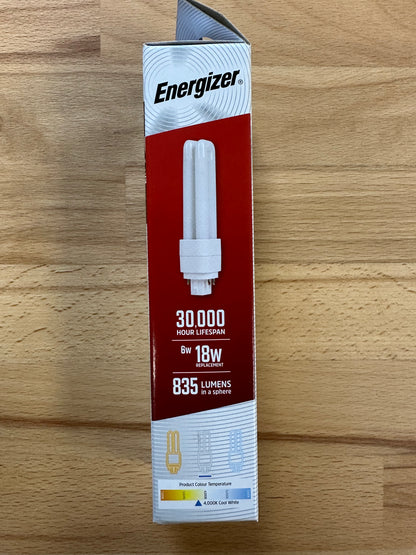 Energizer®
30,000
HOUR LIFESPAN
6w 18w
REPLACEMENT
835 LUMENS
in a sphere
Product Colour Temperature
4,000K Cool White